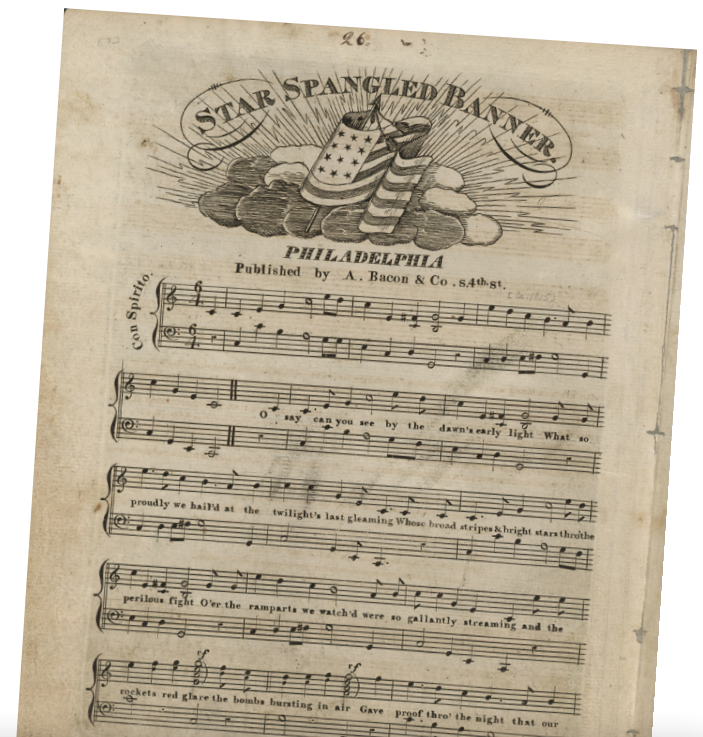 26.
STAR SPANGLED BANNER.
PHILADELPHIA
Published by A. Bacon & Co. S.4th.St.
Con Spirito.
O say can you see by the dawn's early light What so
proudly we hail'd at the twilight's last gleaming Whose broad stripes & bright stars thro' the
perilous fight O'er the ramparts we watch'd were so gallantly streaming and the
rf rf
rockets red glare the bombs bursting in air Gave proof thro' the night that our